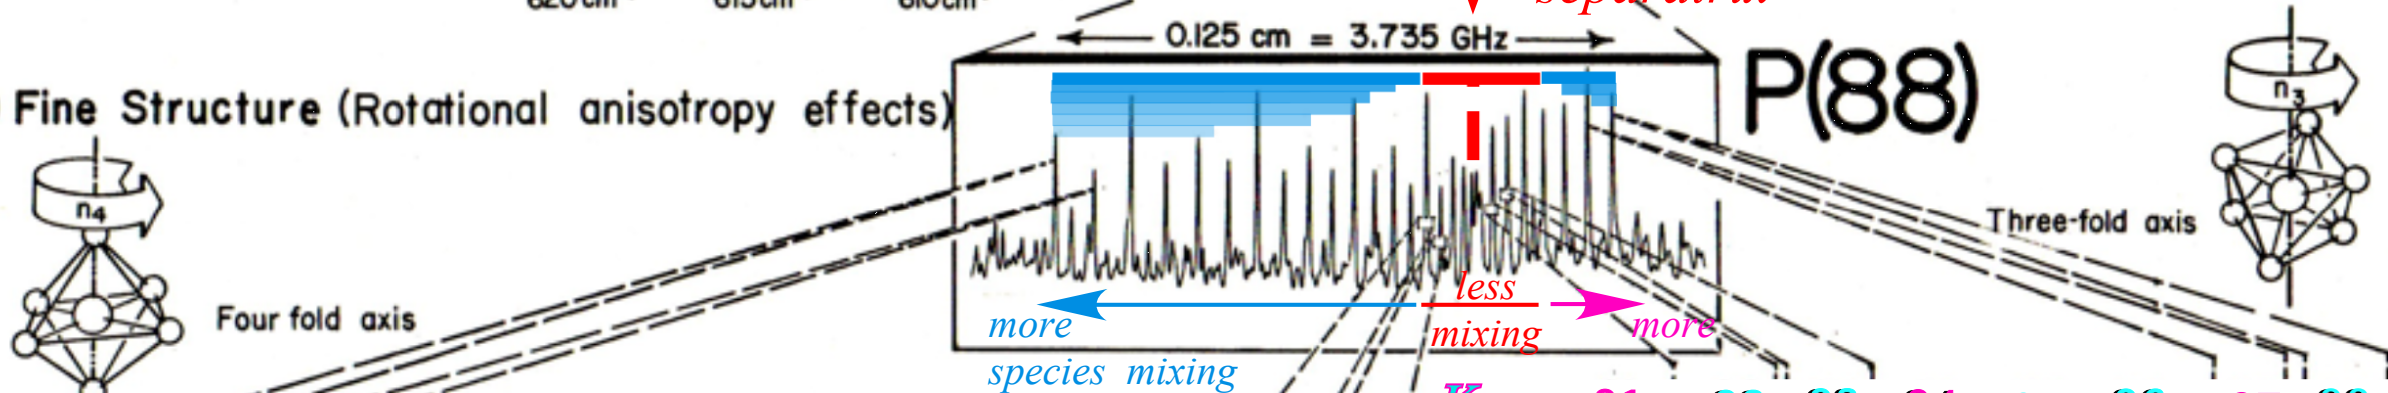 0.125 cm = 3.735 GHz
P(88)
Fine Structure (Rotational anisotropy effects)
n3
n4
Three-fold axis
Four fold axis
less
more
mixing
more
species mixing